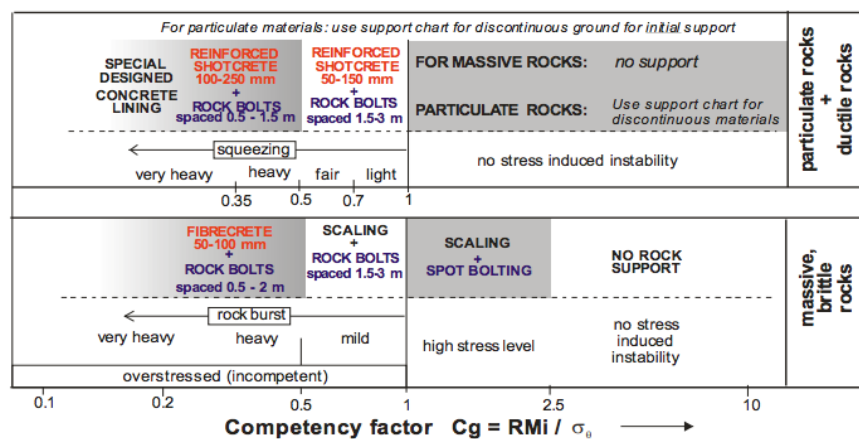 For particulate materials: use support chart for discontinuous ground for initial support
SPECIAL
DESIGNED
CONCRETE
LINING
REINFORCED
SHOTCRETE
100-250 mm
+
ROCK BOLTS
spaced 0.5 - 1.5 m
REINFORCED
SHOTCRETE
50-150 mm
+
ROCK BOLTS
spaced 1.5-3 m
FOR MASSIVE ROCKS: no support
PARTICULATE ROCKS: Use support chart for
discontinuous materials
particulate rocks
+
ductile rocks
squeezing
very heavy heavy fair light
no stress induced instability
0.35 0.5 0.7 1
FIBRECRETE
50-100 mm
+
ROCK BOLTS
spaced 0.5 - 2 m
SCALING
+
ROCK BOLTS
spaced 1.5-3 m
SCALING
+
SPOT BOLTING
NO ROCK
SUPPORT
massive,
brittle
rocks
rock burst
very heavy heavy mild
high stress level
no stress
induced
instability
overstressed (incompetent)
0.1 0.2 0.5 1 2.5 10
Competency factor Cg = RMi / σθ